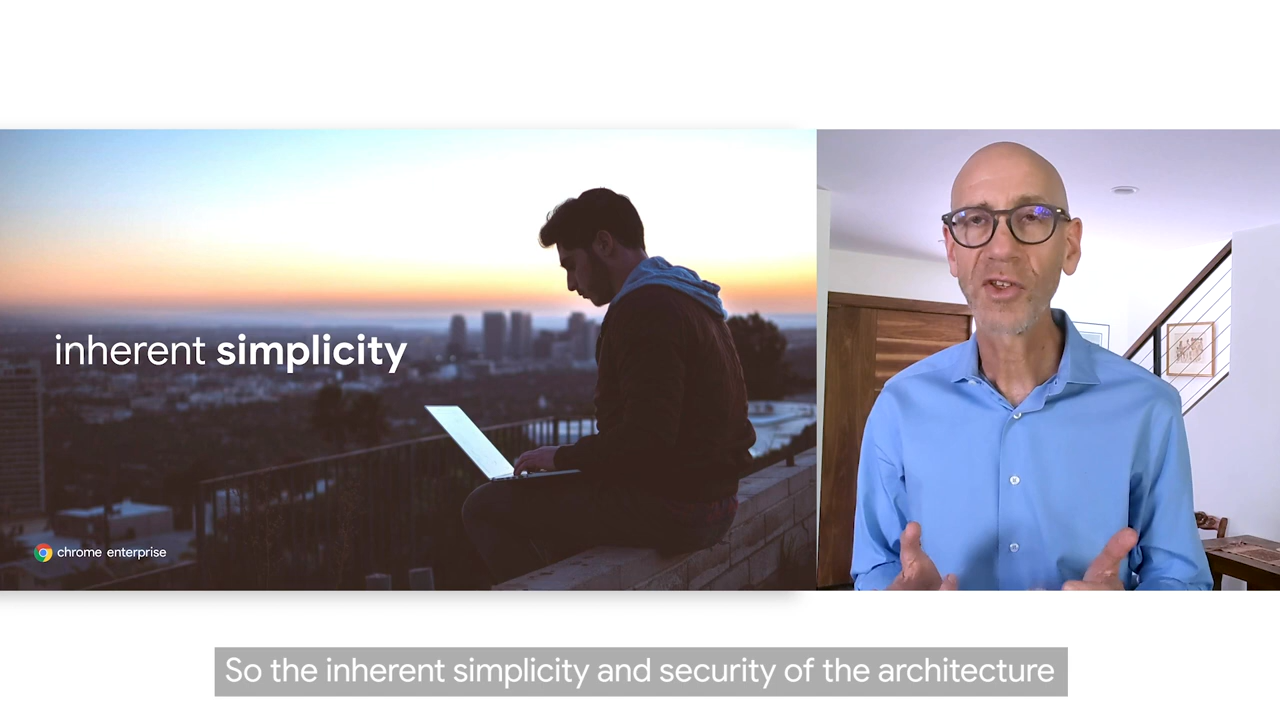 inherent simplicity
chrome enterprise
So the inherent simplicity and security of the architecture